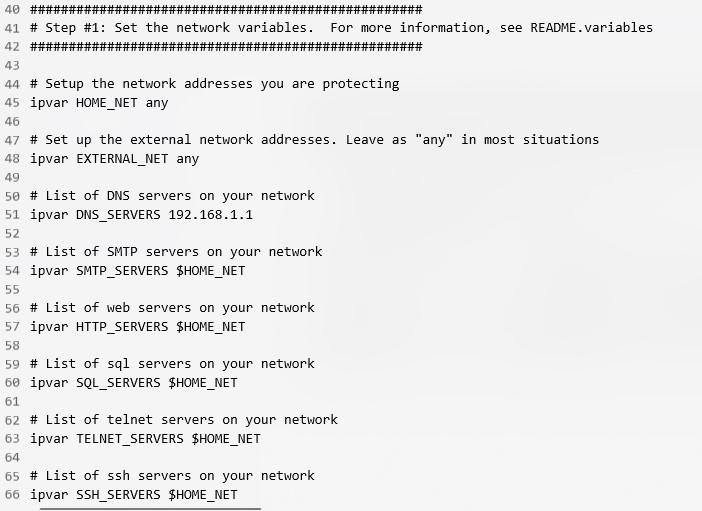 40 ###################################################
41 # Step #1: Set the network variables.  For more information, see README.variables
42 ###################################################
43
44 # Setup the network addresses you are protecting
45 ipvar HOME_NET any
46
47 # Set up the external network addresses. Leave as "any" in most situations
48 ipvar EXTERNAL_NET any
49
50 # List of DNS servers on your network
51 ipvar DNS_SERVERS 192.168.1.1
52
53 # List of SMTP servers on your network
54 ipvar SMTP_SERVERS $HOME_NET
55
56 # List of web servers on your network
57 ipvar HTTP_SERVERS $HOME_NET
58
59 # List of sql servers on your network
60 ipvar SQL_SERVERS $HOME_NET
61
62 # List of telnet servers on your network
63 ipvar TELNET_SERVERS $HOME_NET
64
65 # List of ssh servers on your network
66 ipvar SSH_SERVERS $HOME_NET